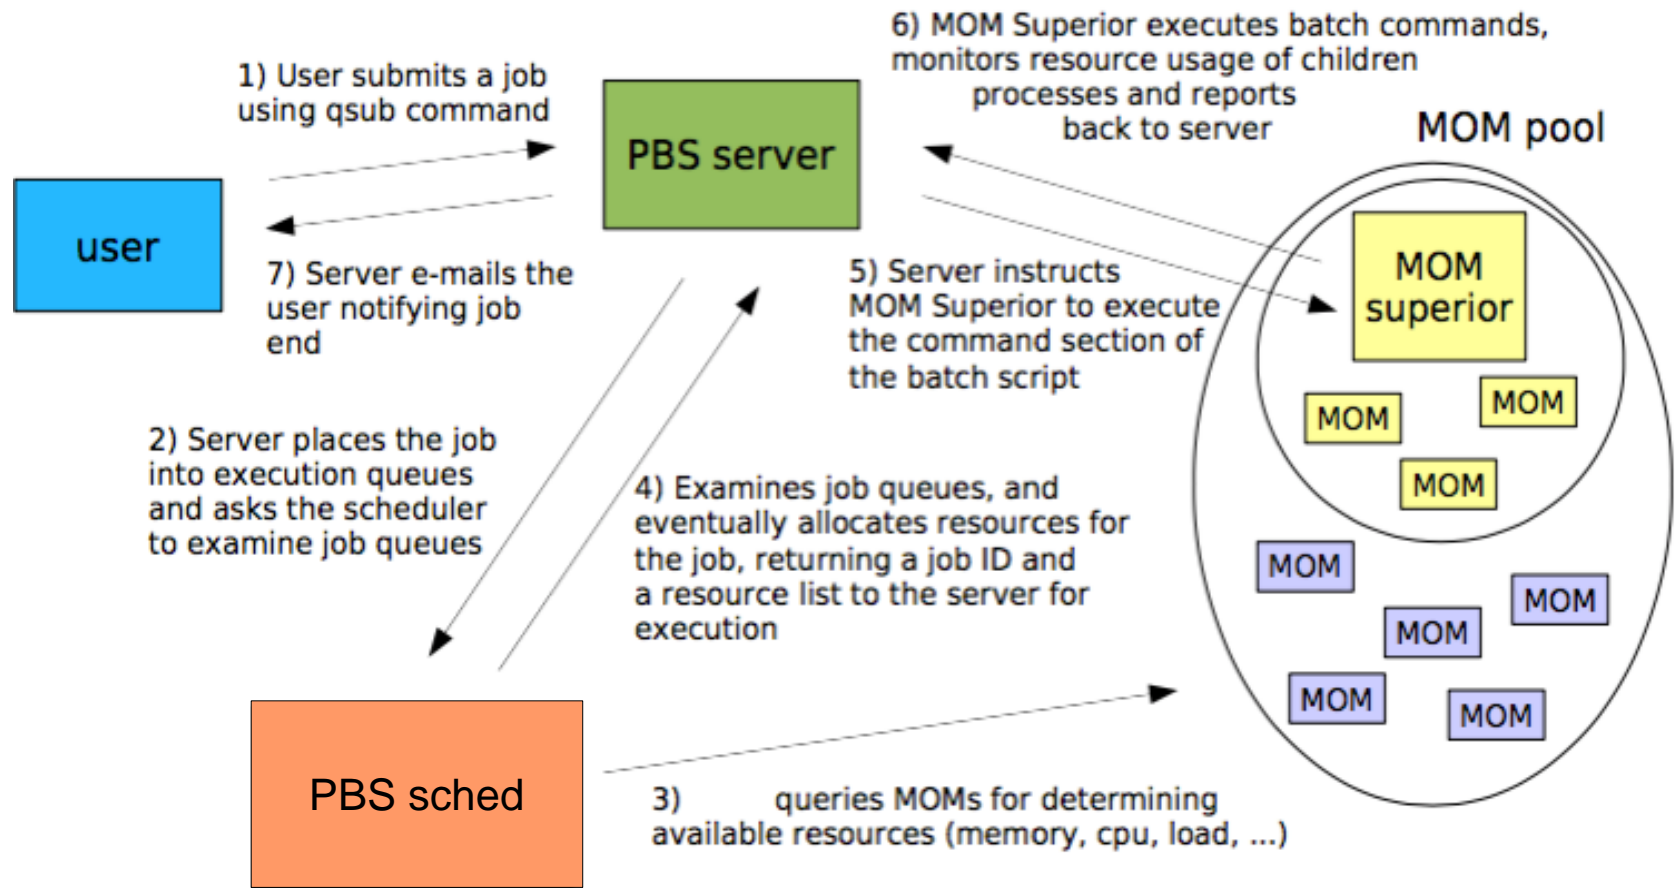 6) MOM Superior executes batch commands,
monitors resource usage of children
processes and reports
back to server
1) User submits a job
using qsub command
PBS server
MOM pool
user
7) Server e-mails the
user notifying job
end
5) Server instructs
MOM Superior to execute
the command section of
the batch script
MOM
superior
MOM
MOM
MOM
2) Server places the job
into execution queues
and asks the scheduler
to examine job queues
4) Examines job queues, and
eventually allocates resources for
the job, returning a job ID and
a resource list to the server for
execution
MOM
MOM
MOM
MOM
MOM
PBS sched
3) queries MOMs for determining
available resources (memory, cpu, load, ...)